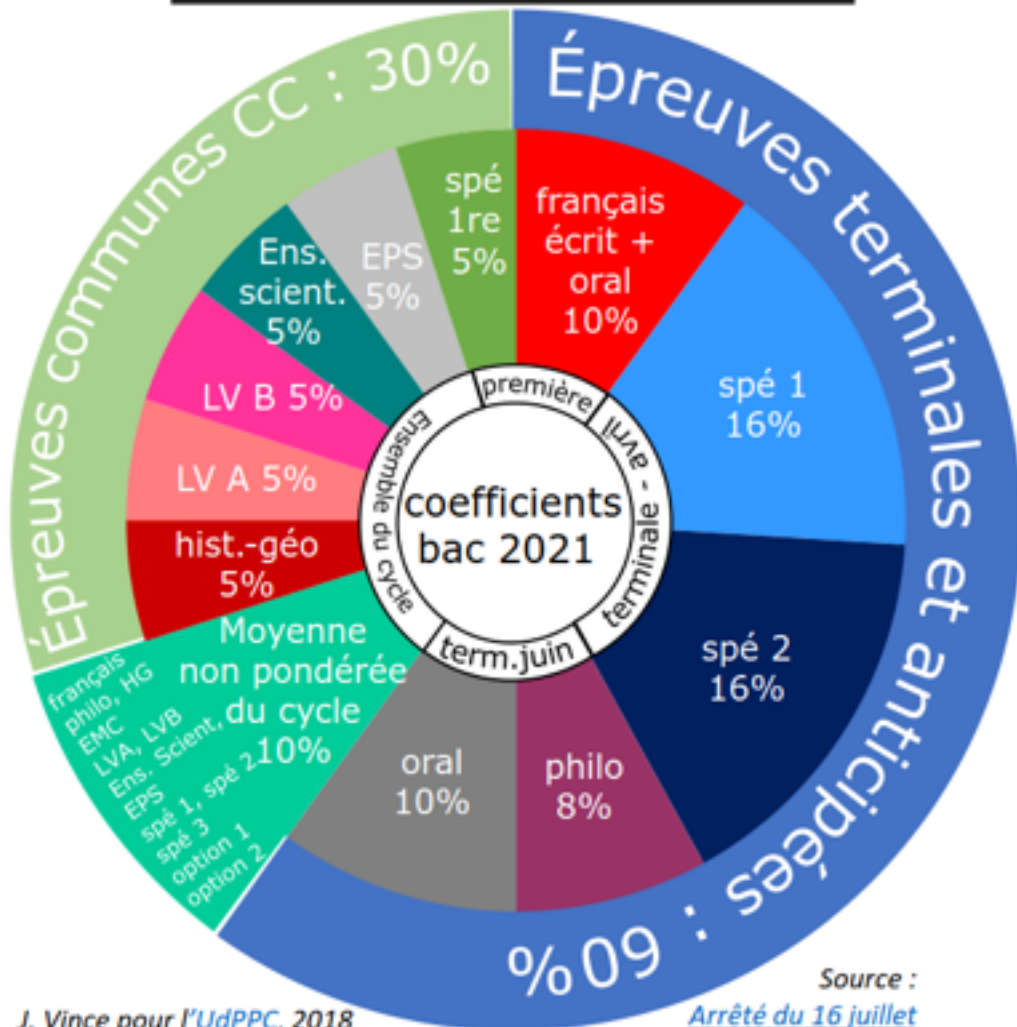 Épreuves communes CC : 30%
Épreuves terminales et anticipées : 60%
français
écrit +
oral
10%
spé 1
16%
spé 2
16%
philo
8%
oral
10%
Moyenne
non pondérée
du cycle
10%
français
philo, HG
EMC
LVA, LVB
Ens. Scient,
EPS
spé 1, spé 2
spé 3
option 1
option 2
hist.-géo
5%
LV A 5%
LV B 5%
Ens.
scient.
5%
EPS
5%
spé
1re
5%
première
terminale - avril
term.juin
Ensemble du cycle
coefficients
bac 2021
J. Vince pour l'UdPPC, 2018
Source :
Arrêté du 16 juillet